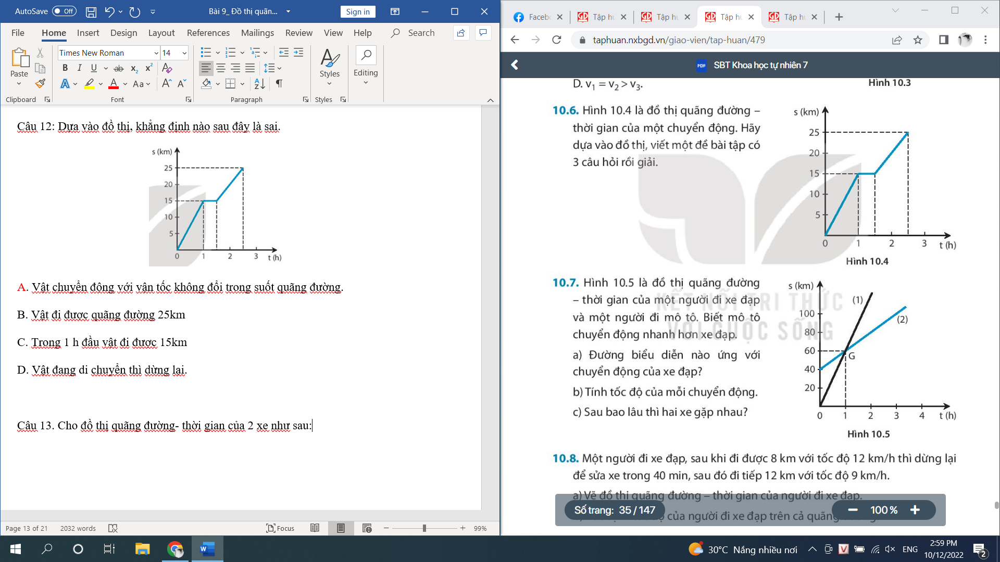 AutoSave Off Bài 9_ Đồ thị quãn... Sign in
File Home Insert Design Layout References Mailings Review View Help Search
Times New Roman 14
Paste Styles Editing
Clipboard Font Paragraph Styles
Câu 12: Dựa vào đồ thị, khẳng định nào sau đây là sai.
s (km)
25
20
15
10
5
0 1 2 3 t (h)
A. Vật chuyển động với vận tốc không đổi trong suốt quãng đường.
B. Vật đi được quãng đường 25km
C. Trong 1 h đầu vật đi được 15km
D. Vật đang di chuyển thì dừng lại.
Câu 13. Cho đồ thị quãng đường- thời gian của 2 xe như sau:
Page 13 of 21 2032 words Focus 99%
Faceb Tập hu Tập hu Tập hu Tập h
taphuan.nxbgd.vn/giao-vien/tap-huan/479
PDF SBT Khoa học tự nhiên 7
D. v1 = v2 > v3.
Hình 10.3
10.6. Hình 10.4 là đồ thị quãng đường –
thời gian của một chuyển động. Hãy
dựa vào đồ thị, viết một đề bài tập có
3 câu hỏi rồi giải.
s (km)
25
20
15
10
5
0 1 2 3 t (h)
Hình 10.4
KẾT NỐI TRI THỨC
VỚI CUỘC SỐNG
10.7. Hình 10.5 là đồ thị quãng đường
– thời gian của một người đi xe đạp
và một người đi mô tô. Biết mô tô
chuyển động nhanh hơn xe đạp.
a) Đường biểu diễn nào ứng với
chuyển động của xe đạp?
b) Tính tốc độ của mỗi chuyển động.
c) Sau bao lâu thì hai xe gặp nhau?
s (km)
(1)
100
(2)
80
60
G
40
20
0 1 2 3 4 t (h)
Hình 10.5
10.8. Một người đi xe đạp, sau khi đi được 8 km với tốc độ 12 km/h thì dừng lại
để sửa xe trong 40 min, sau đó đi tiếp 12 km với tốc độ 9 km/h.
a) Vẽ đồ thị quãng đường – thời gian của người đi xe đạp.
của người đi xe đạp trên cả quãng
Số trang: 35 / 147 100 %
30°C Nắng nhiều nơi ENG 2:59 PM
10/12/2022 2